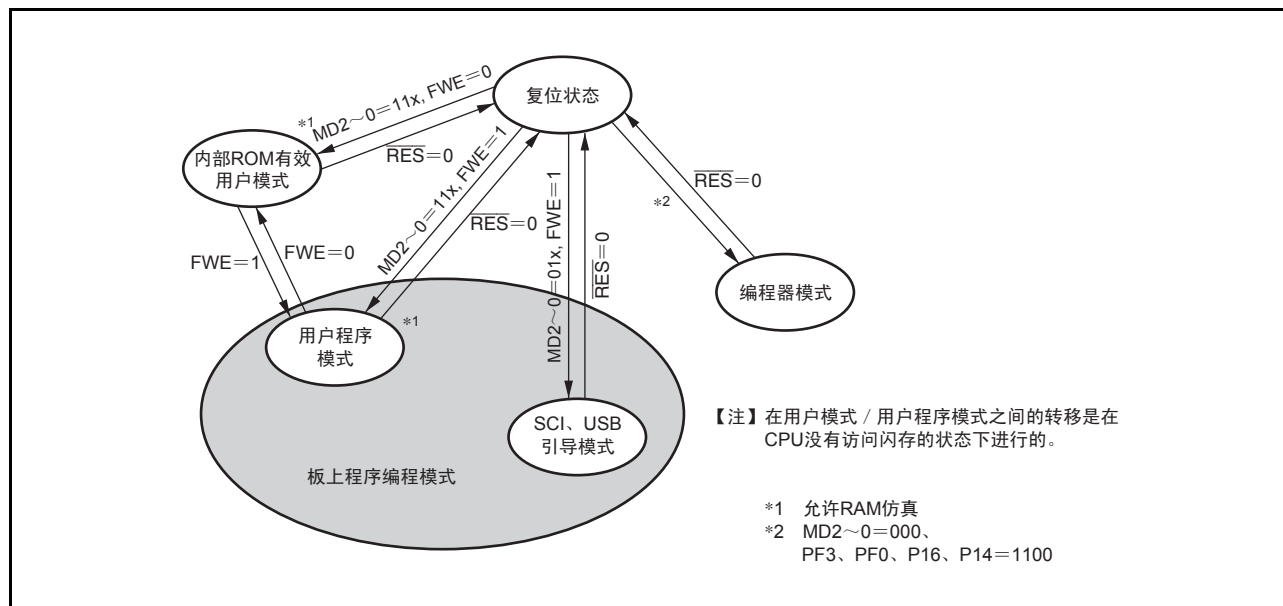 复位状态
*1
MD2～0＝11x, FWE＝0
R̅E̅S̅＝0
内部ROM有效
用户模式
MD2～0＝11x, FWE＝1
R̅E̅S̅＝0
MD2～0＝01x, FWE＝1
R̅E̅S̅＝0
R̅E̅S̅＝0
*2
FWE＝1
FWE＝0
编程器模式
用户程序
模式
*1
SCI、USB
引导模式
板上程序编程模式
【注】在用户模式 / 用户程序模式之间的转移是在
CPU没有访问闪存的状态下进行的。
*1 允许RAM仿真
*2 MD2～0＝000、
PF3、PF0、P16、P14＝1100